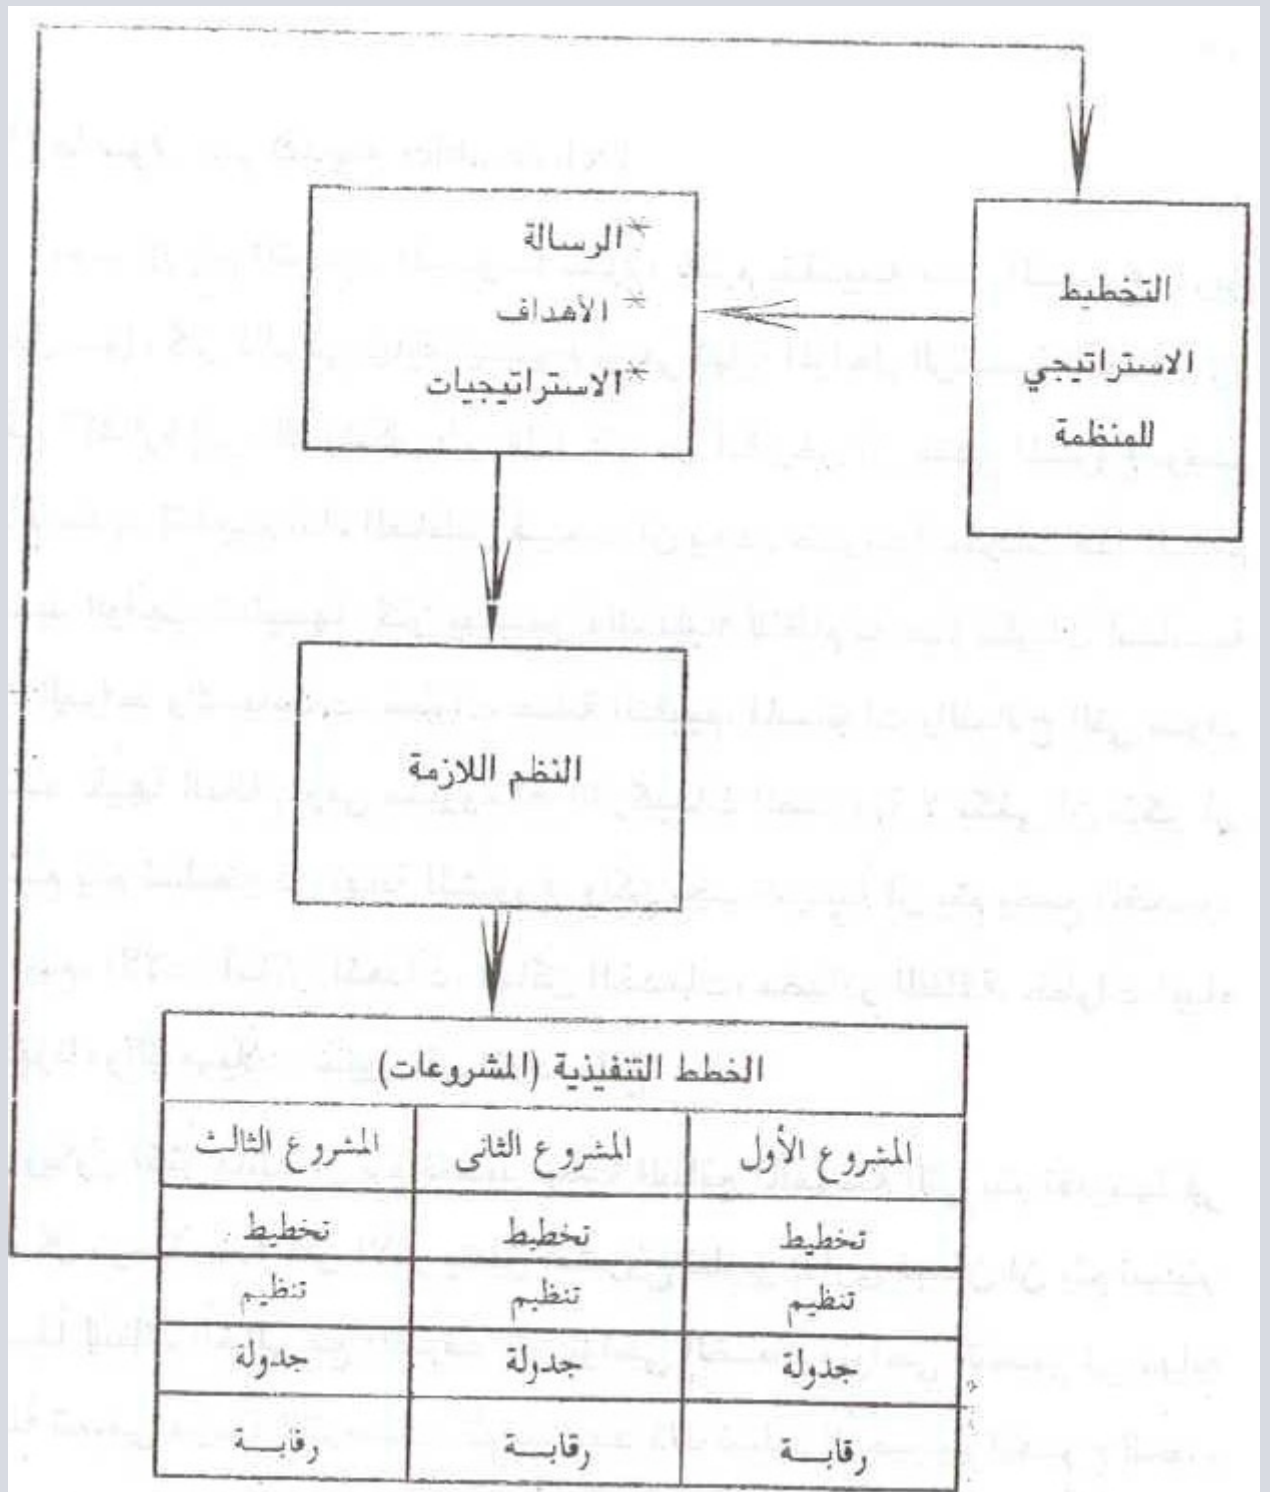 التخطيط
الاستراتيجي
للمنظمة
* الرسالة
* الأهداف
* الاستراتيجيات
النظم اللازمة
الخطط التنفيذية (المشروعات)
المشروع الأول المشروع الثانى المشروع الثالث
تخطيط تخطيط تخطيط
تنظيم تنظيم تنظيم
جدولة جدولة جدولة
رقابة رقابة رقابة